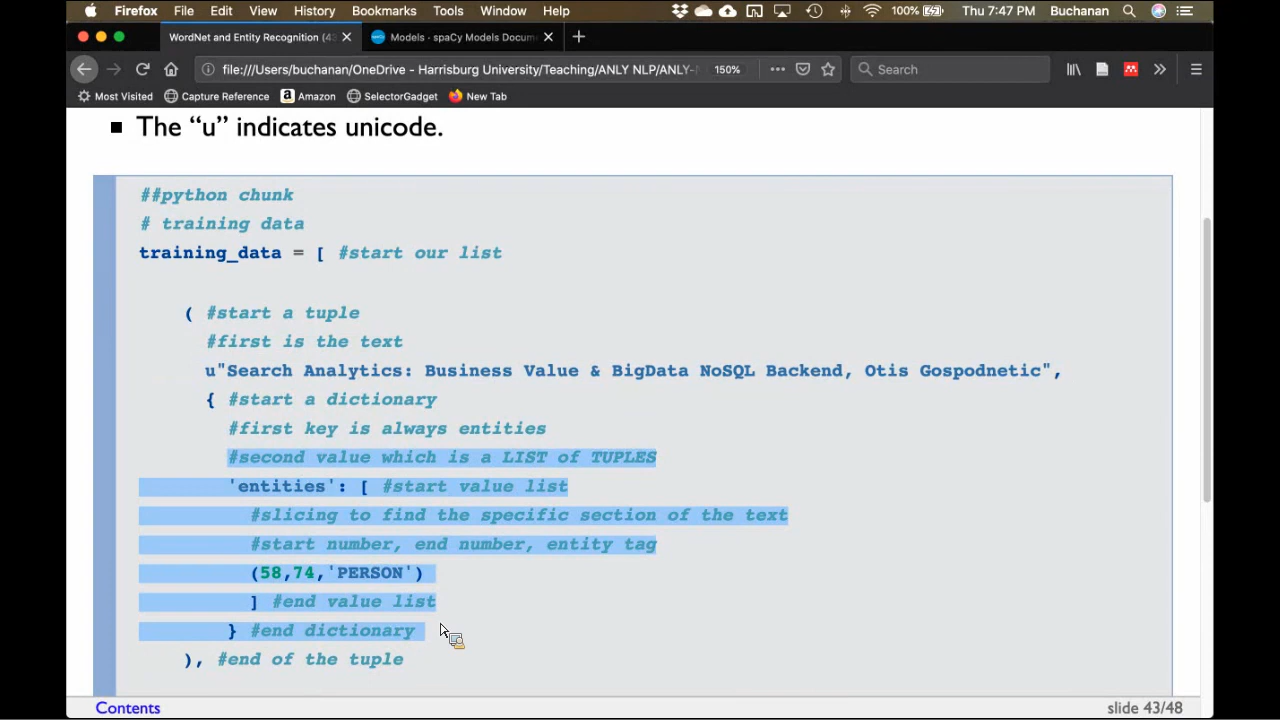 Firefox File Edit View History Bookmarks Tools Window Help 100% Thu 7:47 PM Buchanan
WordNet and Entity Recognition (43 Models - spaCy Models Docum
file:///Users/buchanan/OneDrive - Harrisburg University/Teaching/ANLY NLP/ANLY- 150% Search
Most Visited Capture Reference Amazon SelectorGadget New Tab
The “u” indicates unicode.
##python chunk
# training data
training_data = [ #start our list
( #start a tuple
#first is the text
u"Search Analytics: Business Value & BigData NoSQL Backend, Otis Gospodnetic",
{ #start a dictionary
#first key is always entities
#second value which is a LIST of TUPLES
'entities': [ #start value list
#slicing to find the specific section of the text
#start number, end number, entity tag
(58,74,'PERSON')
] #end value list
} #end dictionary
), #end of the tuple
Contents slide 43/48